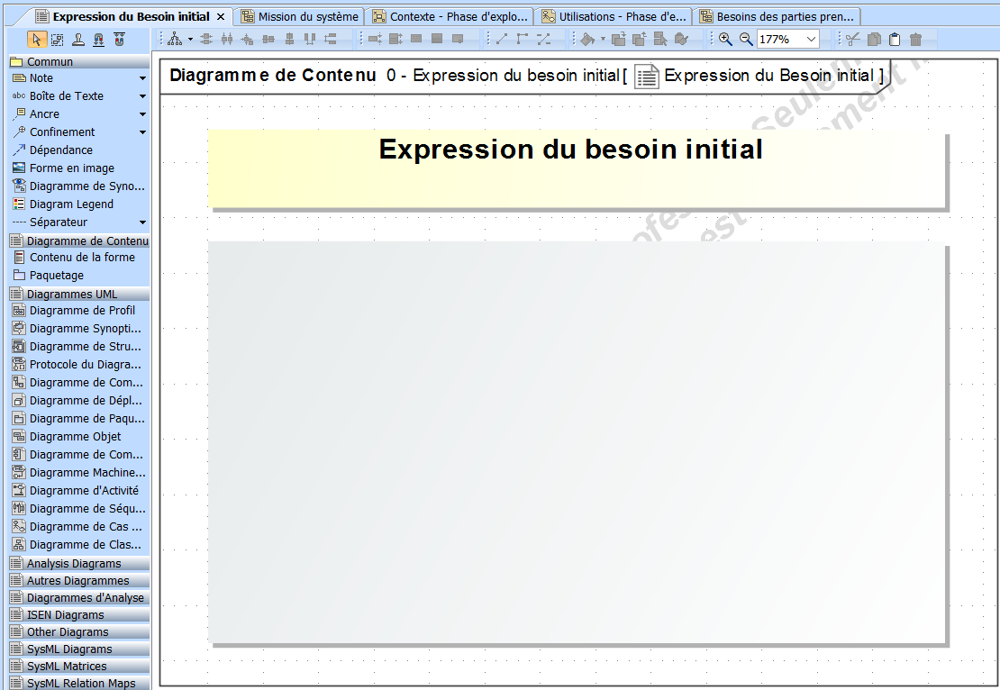 Expression du Besoin initial
Mission du système
Contexte - Phase d'explo...
Utilisations - Phase d'e...
Besoins des parties pren...
177%
Commun
Note
abc Boîte de Texte
Ancre
Confinement
Dépendance
Forme en image
Diagramme de Syno...
Diagram Legend
Séparateur
Diagramme de Contenu
Contenu de la forme
Paquetage
Diagrammes UML
Diagramme de Profil
Diagramme Synopti...
Diagramme de Stru...
Protocole du Diagra...
Diagramme de Com...
Diagramme de Dépl...
Diagramme de Paqu...
Diagramme Objet
Diagramme de Com...
Diagramme Machine...
Diagramme d'Activité
Diagramme de Séqu...
Diagramme de Cas ...
Diagramme de Clas...
Analysis Diagrams
Autres Diagrammes
Diagrammes d'Analyse
ISEN Diagrams
Other Diagrams
SysML Diagrams
SysML Matrices
SysML Relation Maps
Diagramme de Contenu 0 - Expression du besoin initial[ Expression du Besoin initial ]
Expression du besoin initial